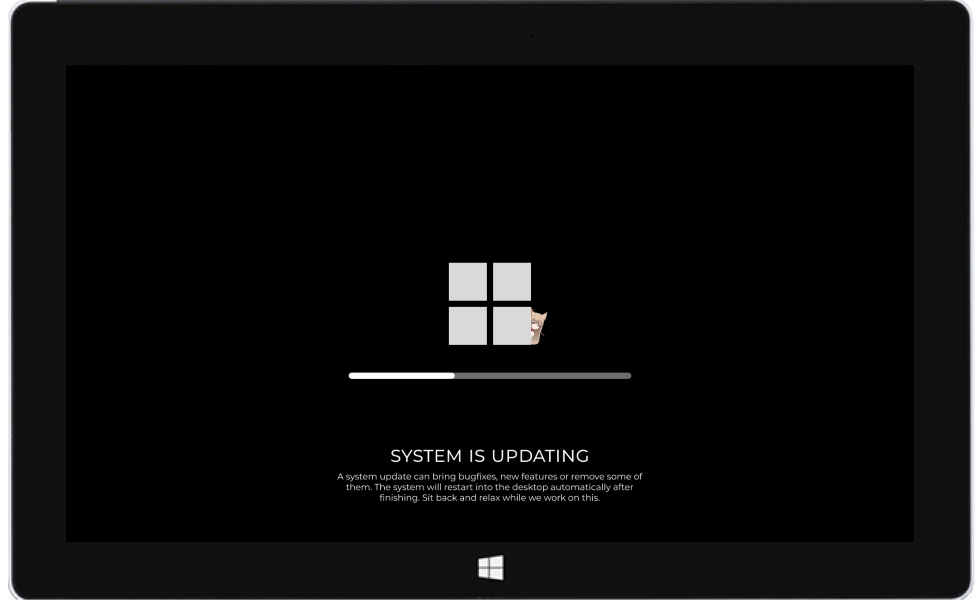 SYSTEM IS UPDATING
A system update can bring bugfixes, new features or remove some of
them. The system will restart into the desktop automatically after
finishing. Sit back and relax while we work on this.